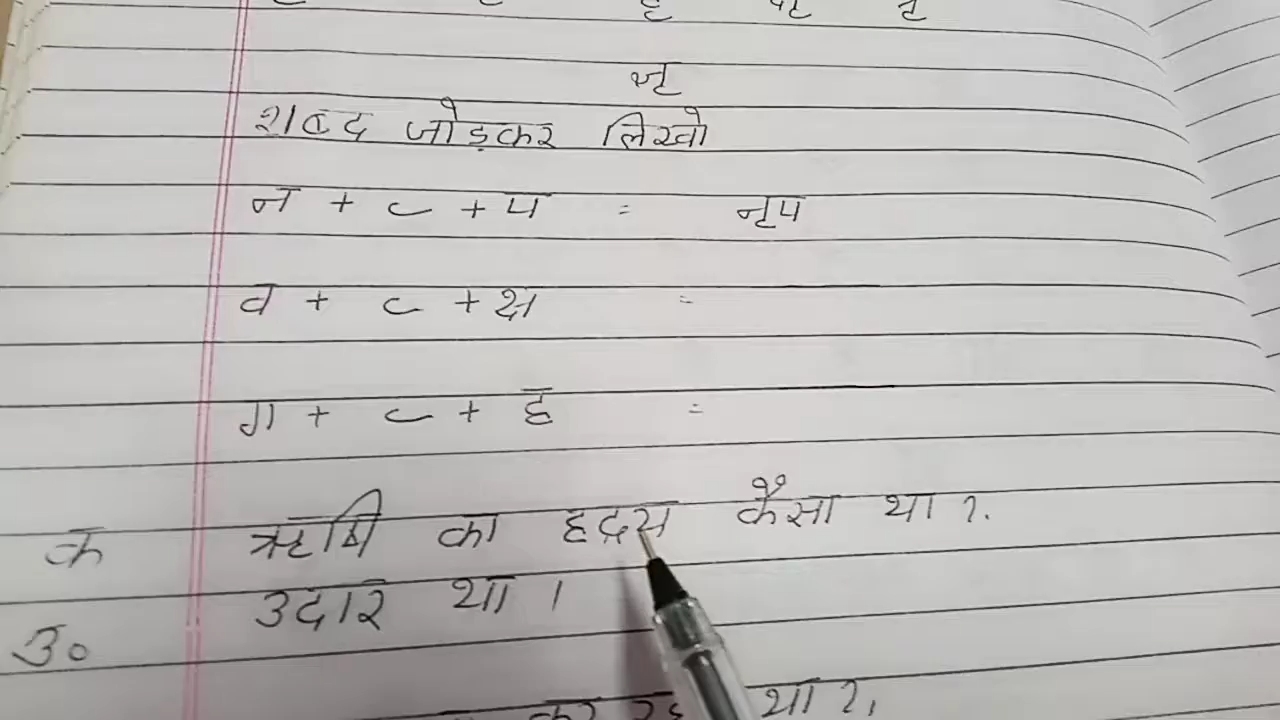 शब्द जोड़कर लिखो
न + ृ + प = नृप
व + ृ + क्ष =
ग + ृ + ह =
क ऋषि का हृदय कैसा था ?.
उ० उदार था ।
था ?.